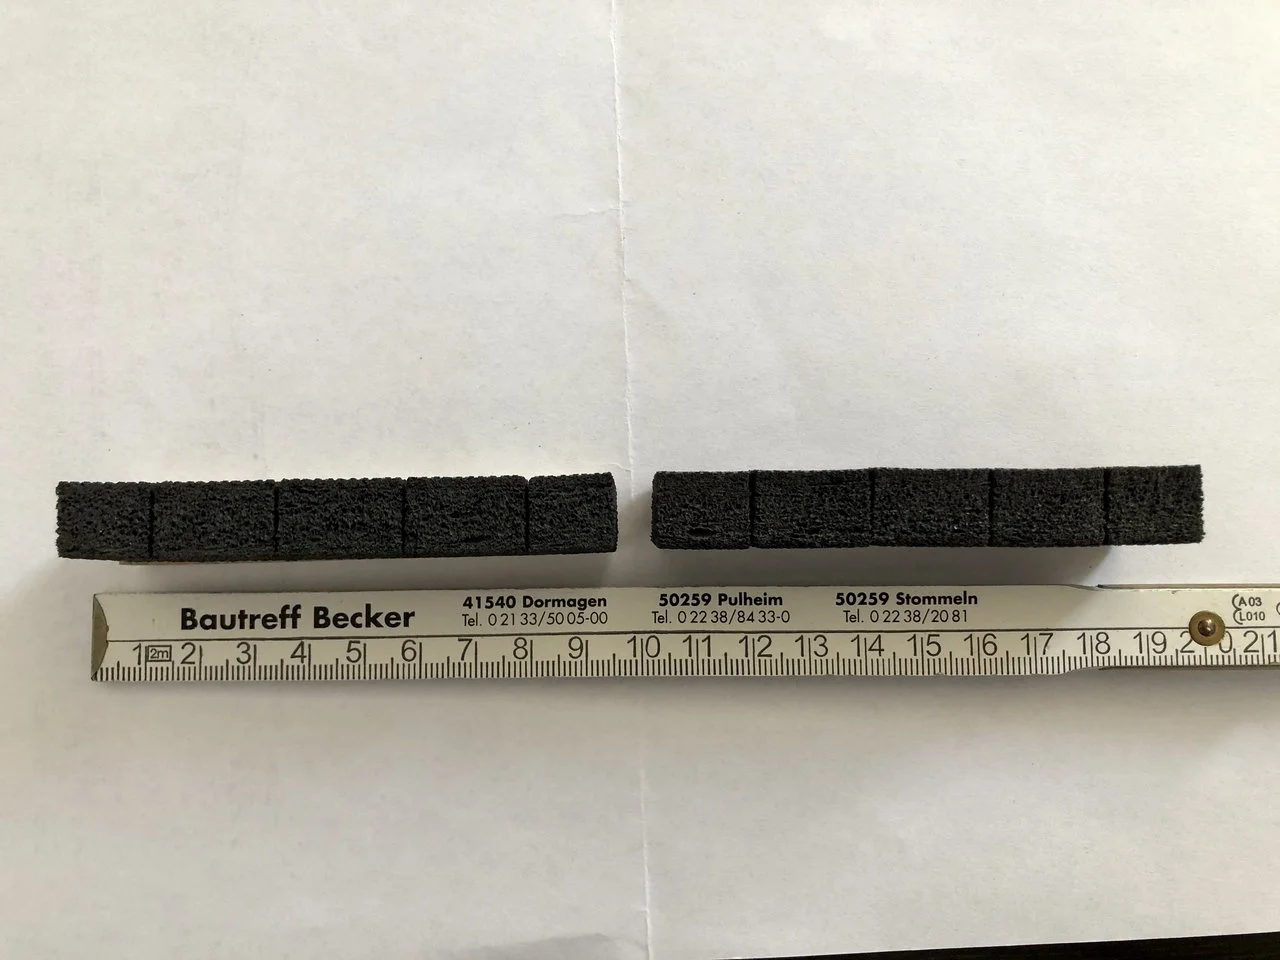 Bautreff Becker
41540 Dormagen
Tel. 0 21 33/50 05-00
50259 Pulheim
Tel. 0 22 38/84 33-0
50259 Stommeln
Tel. 0 22 38/20 81
A03
L010
1 2m 2 3 4 5 6 7 8 9 10 11 12 13 14 15 16 17 18 19 2 0 21